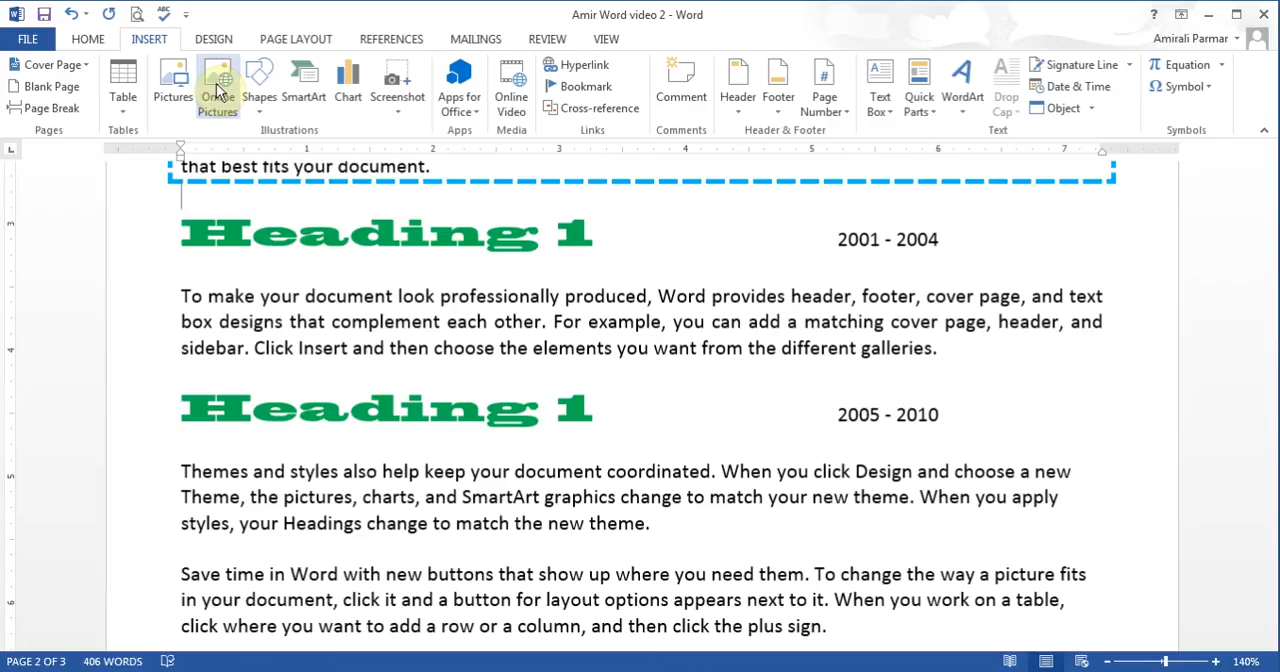 Amir Word video 2 - Word
?
FILE HOME INSERT DESIGN PAGE LAYOUT REFERENCES MAILINGS REVIEW VIEW Amirali Parmar
Cover Page
Blank Page
Page Break
Pages
Table
Tables
Pictures
Online Pictures
Shapes
SmartArt
Chart
Screenshot
Illustrations
Apps for Office
Apps
Online Video
Media
Hyperlink
Bookmark
Cross-reference
Links
Comment
Comments
Header
Footer
Page Number
Header & Footer
Text Box
Quick Parts
WordArt
Drop Cap
Signature Line
Date & Time
Object
Text
Equation
Symbol
Symbols
1 2 3 4 5 6 7
that best fits your document.
Heading 1 2001 - 2004
To make your document look professionally produced, Word provides header, footer, cover page, and text
box designs that complement each other. For example, you can add a matching cover page, header, and
sidebar. Click Insert and then choose the elements you want from the different galleries.
Heading 1 2005 - 2010
Themes and styles also help keep your document coordinated. When you click Design and choose a new
Theme, the pictures, charts, and SmartArt graphics change to match your new theme. When you apply
styles, your Headings change to match the new theme.
Save time in Word with new buttons that show up where you need them. To change the way a picture fits
in your document, click it and a button for layout options appears next to it. When you work on a table,
click where you want to add a row or a column, and then click the plus sign.
3
4
5
6
PAGE 2 OF 3 406 WORDS 140%